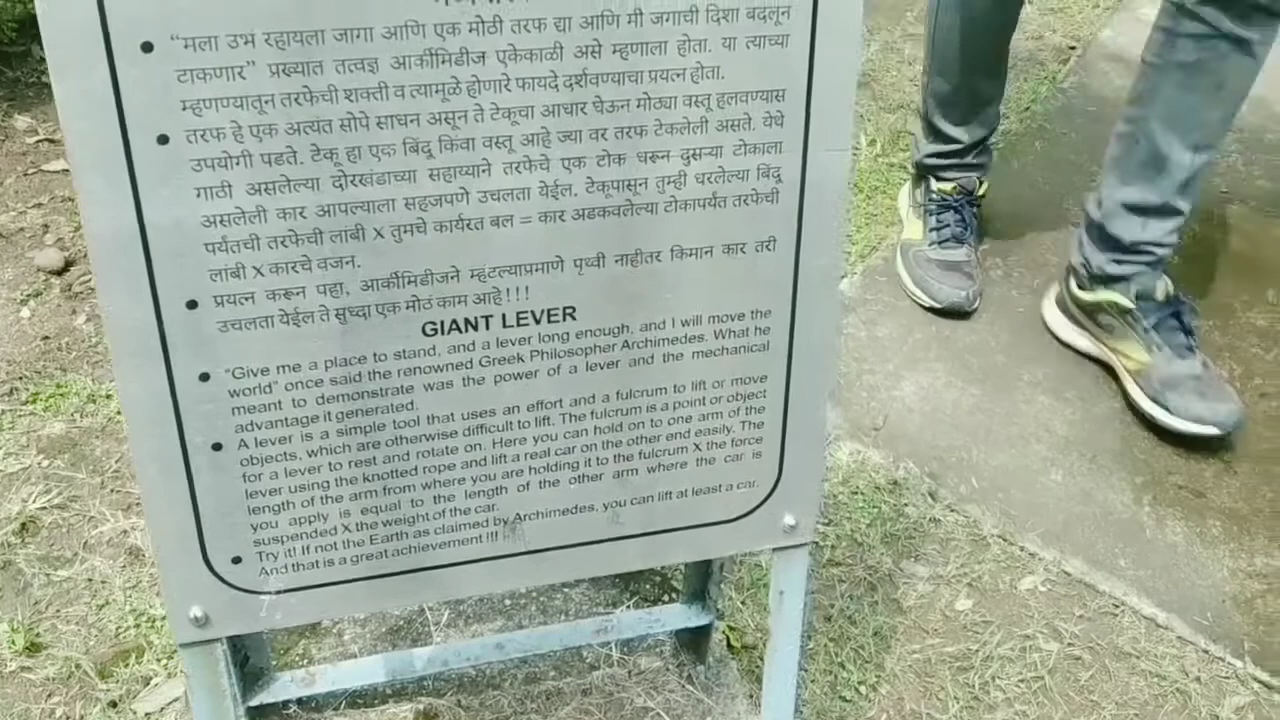 “मला उभं रहायला जागा आणि एक मोठी तरफ द्या आणि मी जगाची दिशा बदलून
टाकणार” प्रख्यात तत्वज्ञ आर्कीमिडीज एकेकाळी असे म्हणाला होता. या त्याच्या
म्हणण्यातून तरफेची शक्ती व त्यामूळे होणारे फायदे दर्शवण्याचा प्रयत्न होता.
तरफ हे एक अत्यंत सोपे साधन असून ते टेकूचा आधार घेऊन मोठ्या वस्तू हलवण्यास
उपयोगी पडते. टेकू हा एक बिंदू किंवा वस्तू आहे ज्या वर तरफ टेकलेली असते. येथे
गाठी असलेल्या दोरखंडाच्या सहाय्याने तरफेचे एक टोक धरून दुसऱ्या टोकाला
असलेली कार आपल्याला सहजपणे उचलता येईल. टेकूपासून तुम्ही धरलेल्या बिंदू
पर्यंतची तरफेची लांबी X तुमचे कार्यरत बल = कार अडकवलेल्या टोकापर्यंत तरफेची
लांबी X कारचे वजन.
प्रयत्न करून पहा, आर्कीमिडीजने म्हंटल्याप्रमाणे पृथ्वी नाहीतर किमान कार तरी
उचलता येईल ते सुध्दा एक मोठं काम आहे!!!
GIANT LEVER
“Give me a place to stand, and a lever long enough, and I will move the
world” once said the renowned Greek Philosopher Archimedes. What he
meant to demonstrate was the power of a lever and the mechanical
advantage it generated.
A lever is a simple tool that uses an effort and a fulcrum to lift or move
objects, which are otherwise difficult to lift. The fulcrum is a point or object
for a lever to rest and rotate on. Here you can hold on to one arm of the
lever using the knotted rope and lift a real car on the other end easily. The
length of the arm from where you are holding it to the fulcrum X the force
you apply is equal to the length of the other arm where the car is
suspended X the weight of the car.
Try it! If not the Earth as claimed by Archimedes, you can lift at least a car.
And that is a great achievement !!!